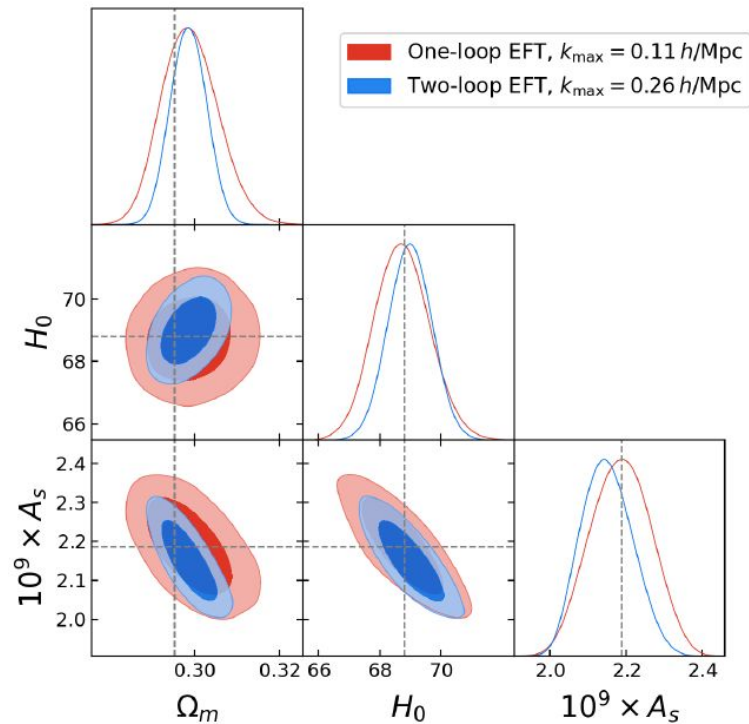 One-loop EFT, k_max = 0.11 h/Mpc
Two-loop EFT, k_max = 0.26 h/Mpc
H_0
70
68
66
10^9 × A_s
2.4
2.3
2.2
2.1
2.0
0.30 0.32
66 68 70
2.0 2.2 2.4
Ω_m H_0 10^9 × A_s